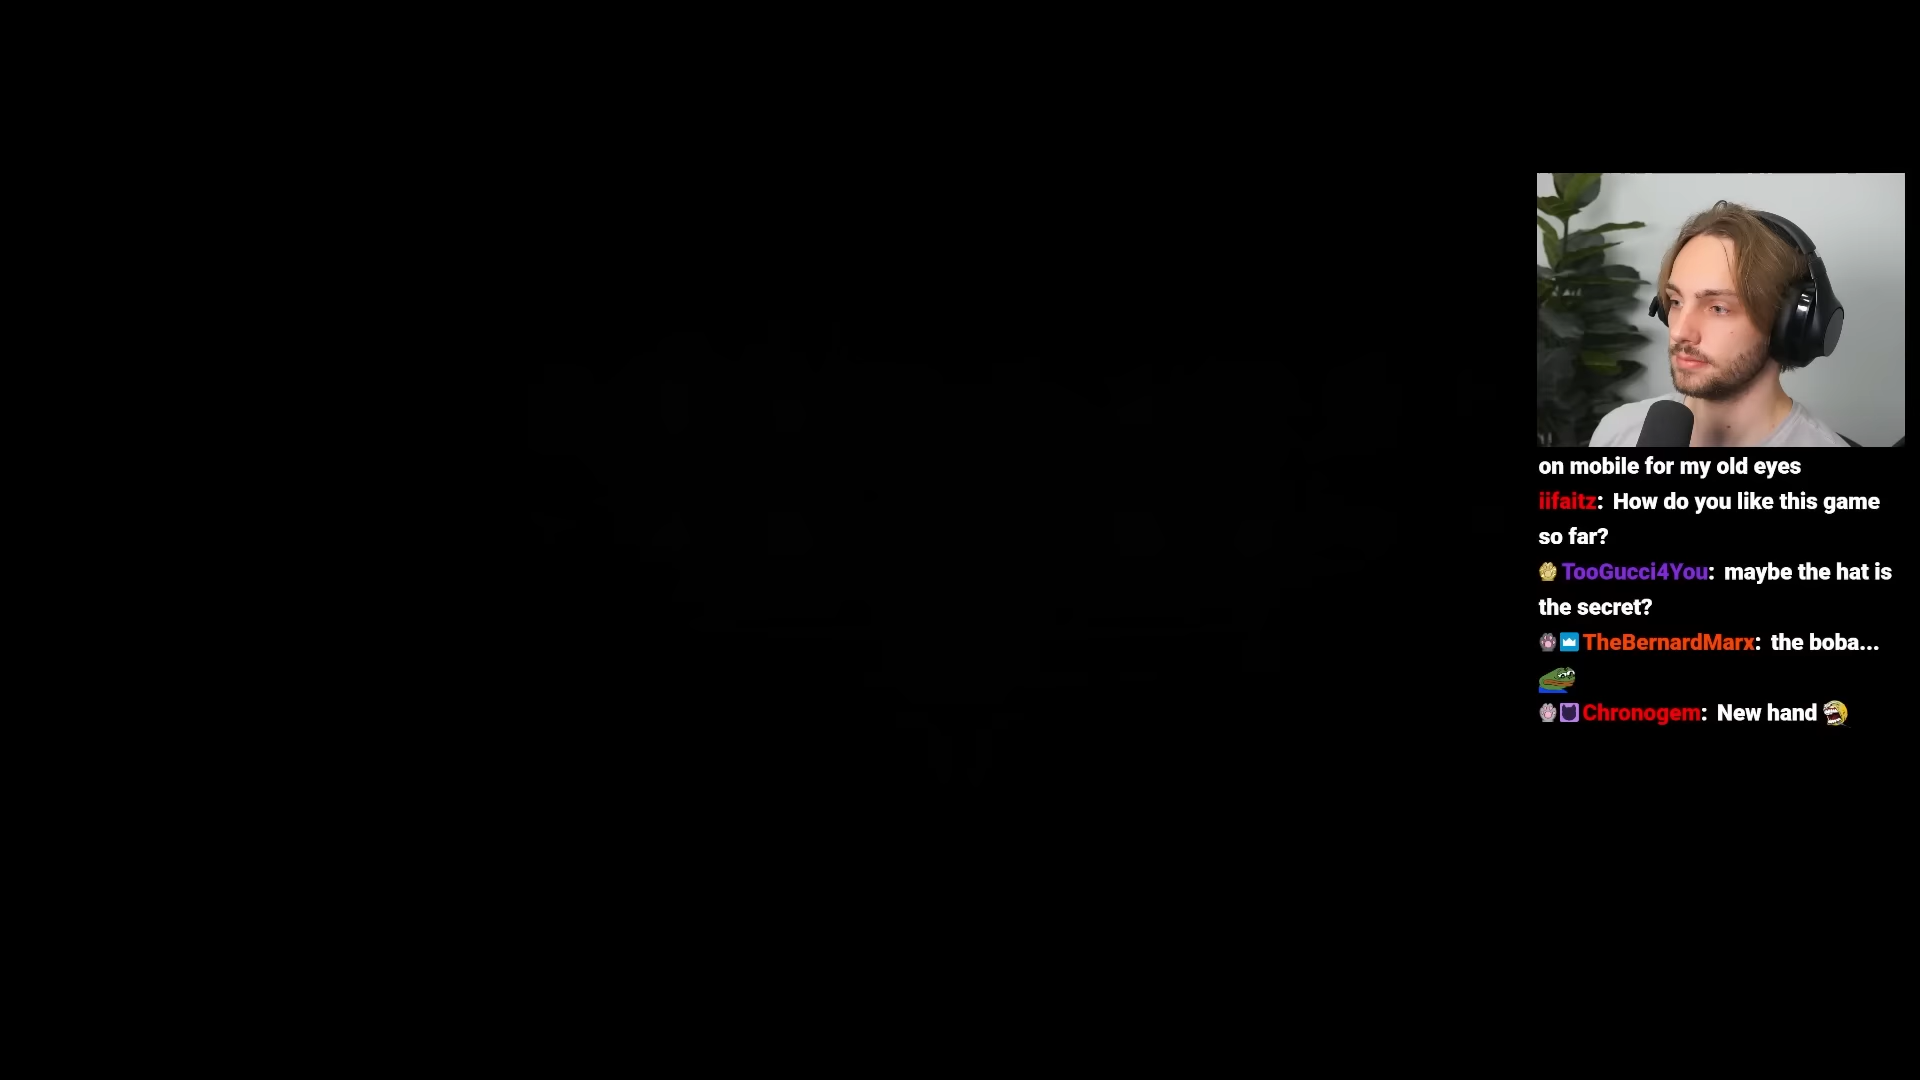 on mobile for my old eyes
iifaitz: How do you like this game
so far?
TooGucci4You: maybe the hat is
the secret?
TheBernardMarx: the boba...
Chronogem: New hand